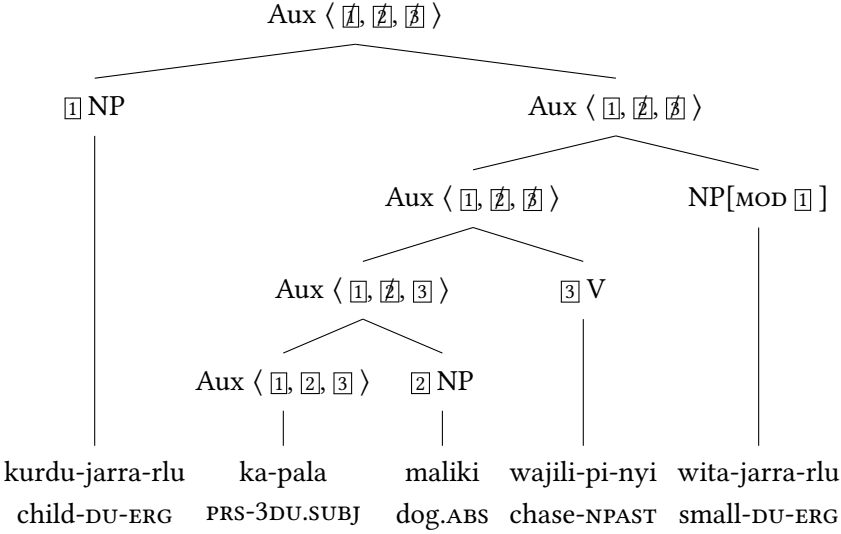 Aux ⟨ 1̸, 2̸, 3̸ ⟩
1 NP Aux ⟨ 1, 2̸, 3̸ ⟩
Aux ⟨ 1, 2̸, 3̸ ⟩ NP[MOD 1 ]
Aux ⟨ 1, 2̸, 3 ⟩ 3 V
Aux ⟨ 1, 2, 3 ⟩ 2 NP
kurdu-jarra-rlu ka-pala maliki wajili-pi-nyi wita-jarra-rlu
child-DU-ERG PRS-3DU.SUBJ dog.ABS chase-NPAST small-DU-ERG